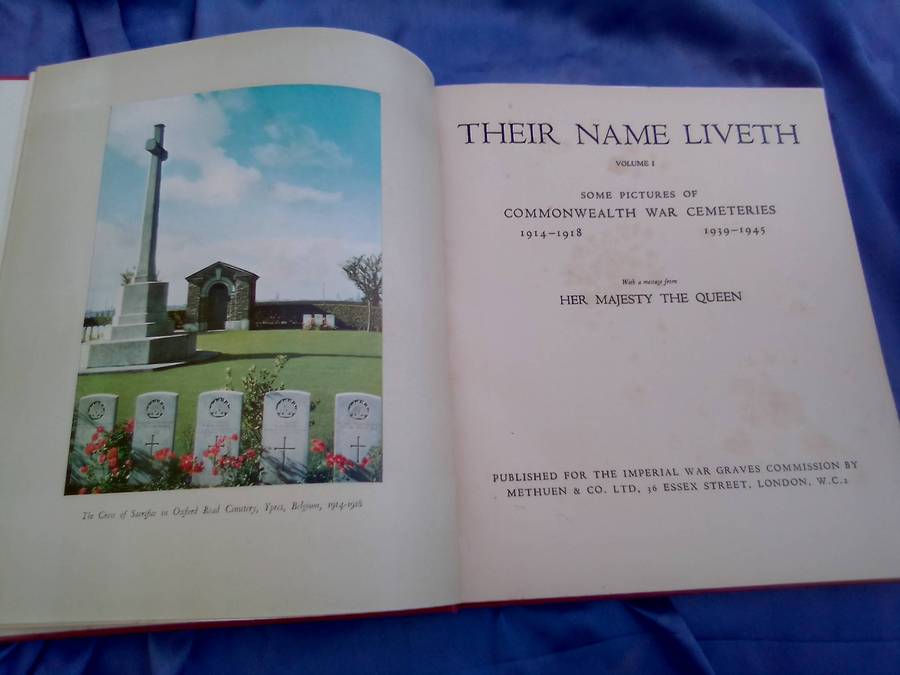 The Cross of Sacrifice in Oxford Road Cemetery, Ypres, Belgium, 1914-1918
THEIR NAME LIVETH
VOLUME I
SOME PICTURES OF
COMMONWEALTH WAR CEMETERIES
1914–1918 1939–1945
With a message from
HER MAJESTY THE QUEEN
PUBLISHED FOR THE IMPERIAL WAR GRAVES COMMISSION BY
METHUEN & CO. LTD, 36 ESSEX STREET, LONDON, W.C.2